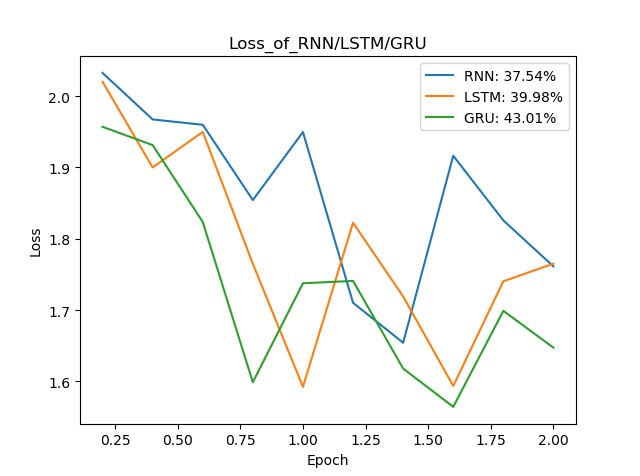 Loss_of_RNN/LSTM/GRU
RNN: 37.54%
LSTM: 39.98%
GRU: 43.01%
2.0
1.9
1.8
1.7
1.6
Loss
0.25 0.50 0.75 1.00 1.25 1.50 1.75 2.00
Epoch